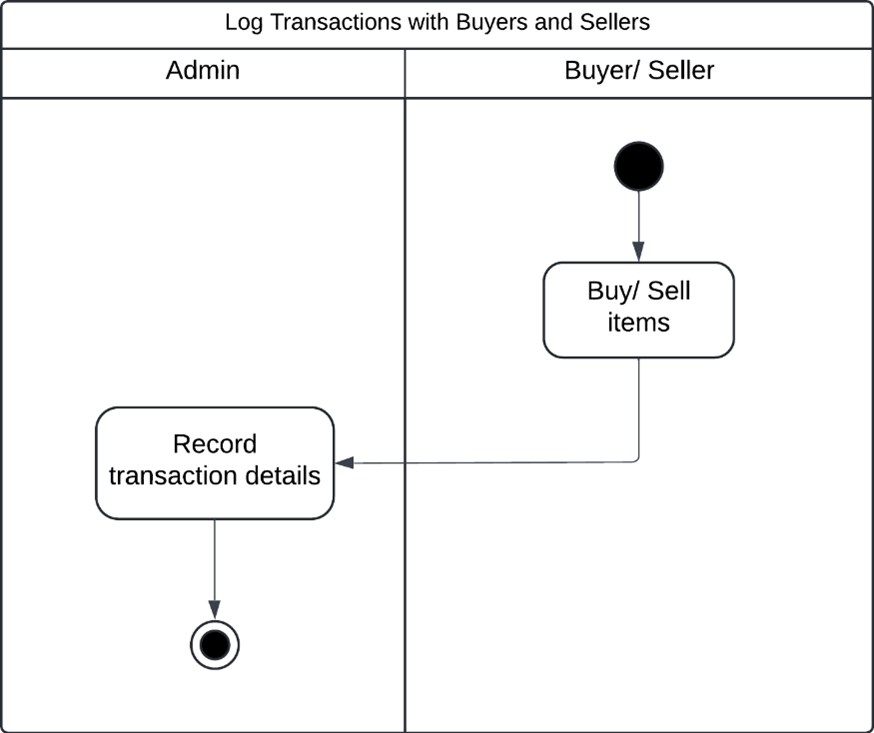 Log Transactions with Buyers and Sellers
Admin
Buyer/ Seller
Buy/ Sell
items
Record
transaction details